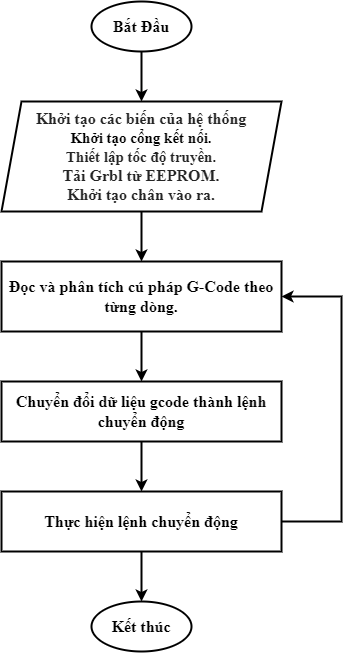 Bắt Đầu
Khởi tạo các biến của hệ thống
Khởi tạo cổng kết nối.
Thiết lập tốc độ truyền.
Tải Grbl từ EEPROM.
Khởi tạo chân vào ra.
Đọc và phân tích cú pháp G-Code theo
từng dòng.
Chuyển đổi dữ liệu gcode thành lệnh
chuyển động
Thực hiện lệnh chuyển động
Kết thúc